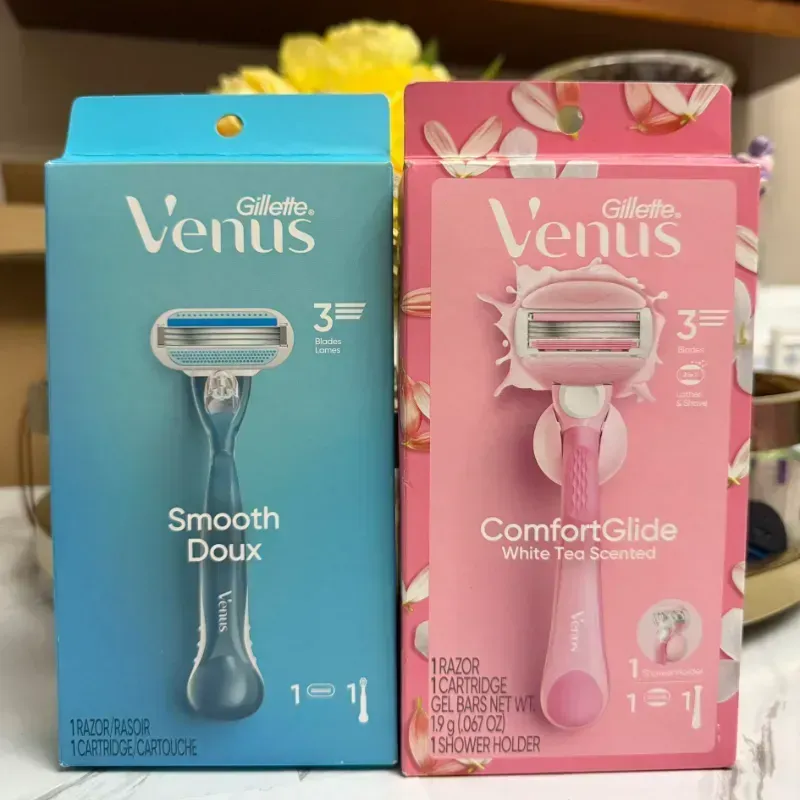 Gillette®
Venus
3
Blades
Lames
Smooth
Doux
Venus
1 1
1 RAZOR/RASOIR
1 CARTRIDGE/CARTOUCHE
Gillette®
Venus
3
Blades
2in1
Lather
& Shave
ComfortGlide
White Tea Scented
Venus
1
Shower Holder
1 1
1 RAZOR
1 CARTRIDGE
GEL BARS NET WT.
1.9 g (.067 OZ)
1 SHOWER HOLDER